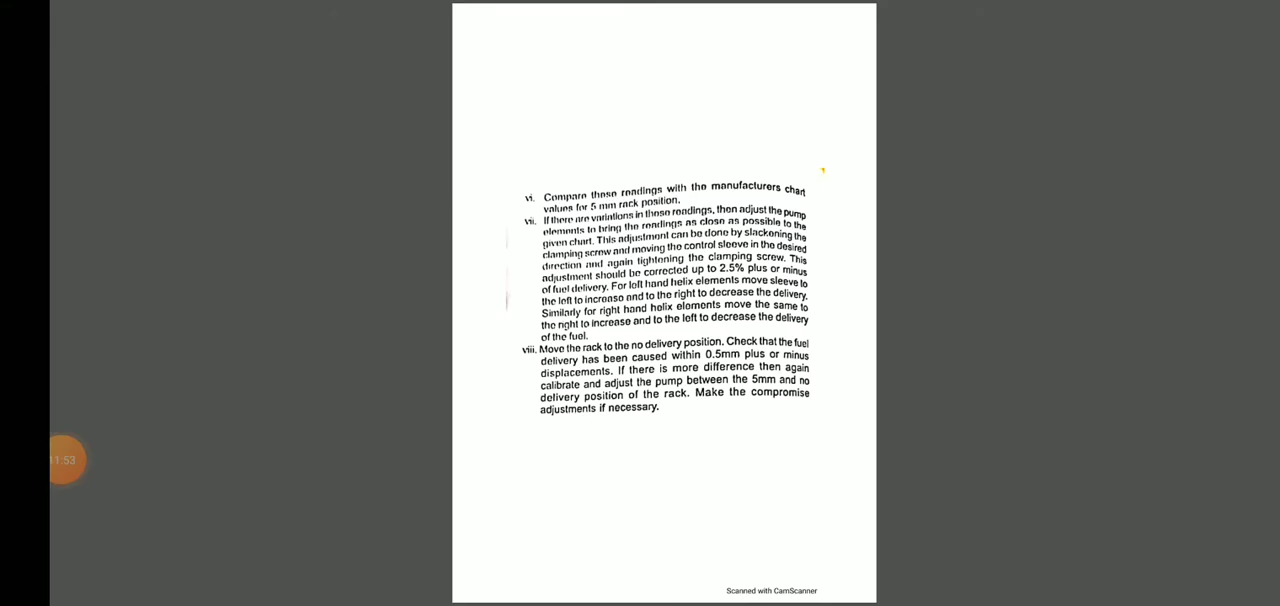 vi. Compare these readings with the manufacturers chart
values for 5 mm rack position.
vii. If there are variations in these readings, then adjust the pump
elements to bring the readings as close as possible to the
given chart. This adjustment can be done by slackening the
clamping screw and moving the control sleeve in the desired
direction and again tightening the clamping screw. This
adjustment should be corrected up to 2.5% plus or minus
of fuel delivery. For left hand helix elements move sleeve to
the left to increase and to the right to decrease the delivery.
Similarly for right hand helix elements move the same to
the right to increase and to the left to decrease the delivery
of the fuel.
viii. Move the rack to the no delivery position. Check that the fuel
delivery has been caused within 0.5mm plus or minus
displacements. If there is more difference then again
calibrate and adjust the pump between the 5mm and no
delivery position of the rack. Make the compromise
adjustments if necessary.
11:53
Scanned with CamScanner